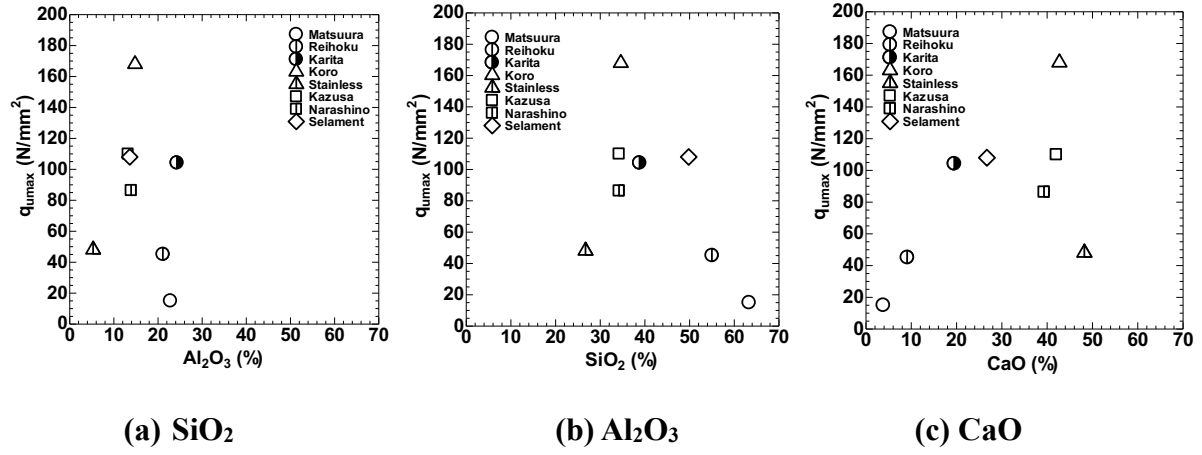 200
180
160
140
120
100
80
60
40
20
0
q_umax (N/mm²)
Matsuura
Reihoku
Karita
Koro
Stainless
Kazusa
Narashino
Selament
0 10 20 30 40 50 60 70
Al₂O₃ (%)
(a) SiO₂
200
180
160
140
120
100
80
60
40
20
0
q_umax (N/mm²)
Matsuura
Reihoku
Karita
Koro
Stainless
Kazusa
Narashino
Selament
0 10 20 30 40 50 60 70
SiO₂ (%)
(b) Al₂O₃
200
180
160
140
120
100
80
60
40
20
0
q_umax (N/mm²)
Matsuura
Reihoku
Karita
Koro
Stainless
Kazusa
Narashino
Selament
0 10 20 30 40 50 60 70
CaO (%)
(c) CaO